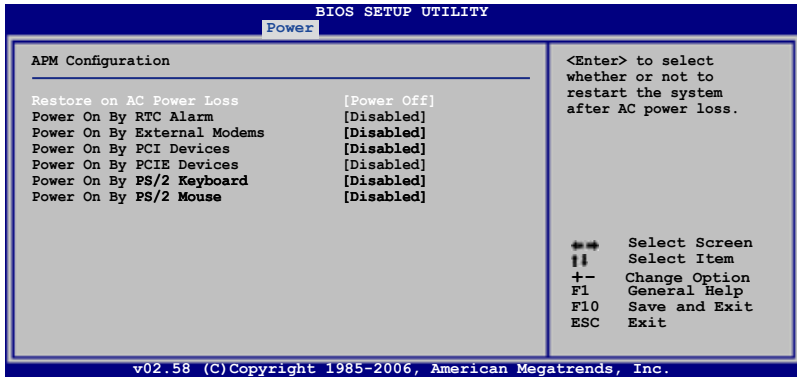 BIOS SETUP UTILITY
Power
APM Configuration
Restore on AC Power Loss [Power Off]
Power On By RTC Alarm [Disabled]
Power On By External Modems [Disabled]
Power On By PCI Devices [Disabled]
Power On By PCIE Devices [Disabled]
Power On By PS/2 Keyboard [Disabled]
Power On By PS/2 Mouse [Disabled]
<Enter> to select
whether or not to
restart the system
after AC power loss.
←→ Select Screen
↑↓ Select Item
+- Change Option
F1 General Help
F10 Save and Exit
ESC Exit
v02.58 (C)Copyright 1985-2006, American Megatrends, Inc.